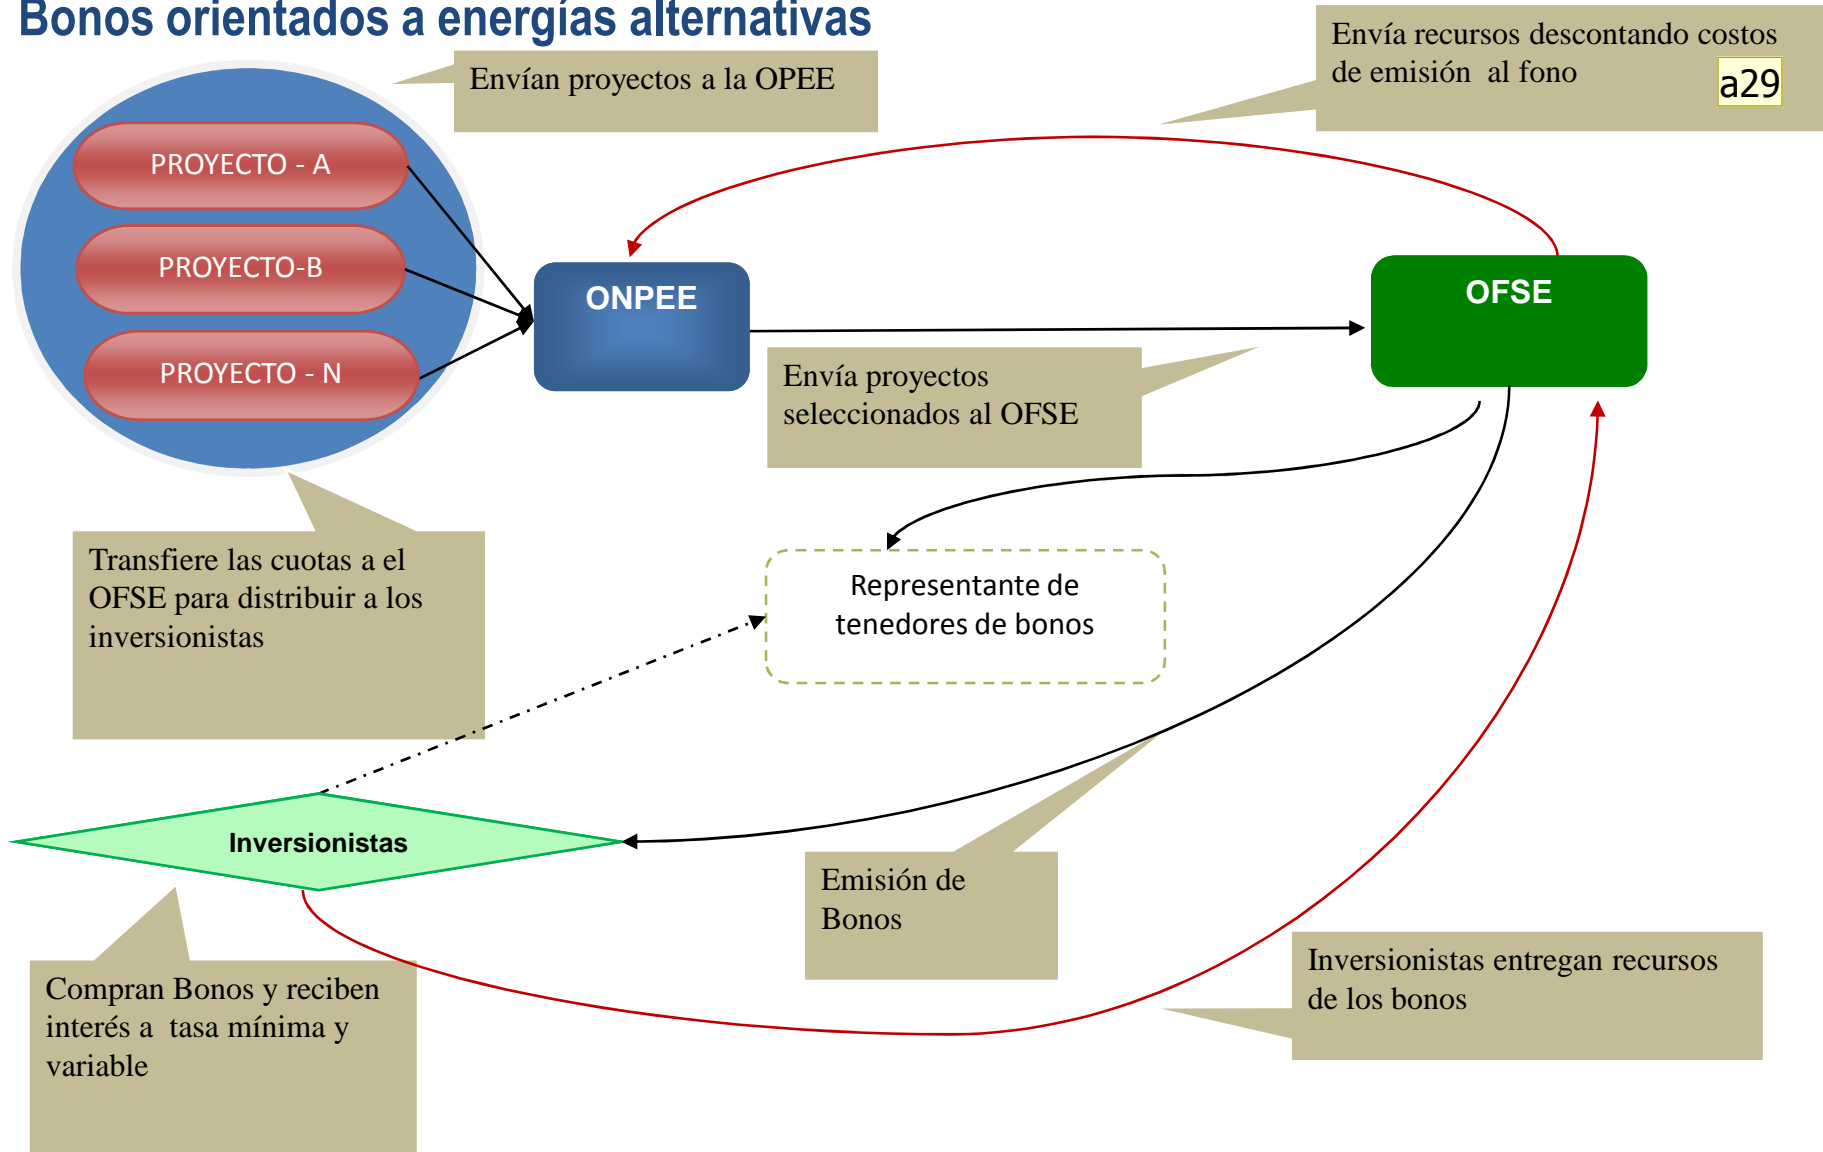 Bonos orientados a energías alternativas
Envían proyectos a la OPEE
Envía recursos descontando costos
de emisión al fono
a29
PROYECTO - A
PROYECTO-B
PROYECTO - N
ONPEE
OFSE
Envía proyectos
seleccionados al OFSE
Transfiere las cuotas a el
OFSE para distribuir a los
inversionistas
Representante de
tenedores de bonos
Inversionistas
Emisión de
Bonos
Compran Bonos y reciben
interés a tasa mínima y
variable
Inversionistas entregan recursos
de los bonos